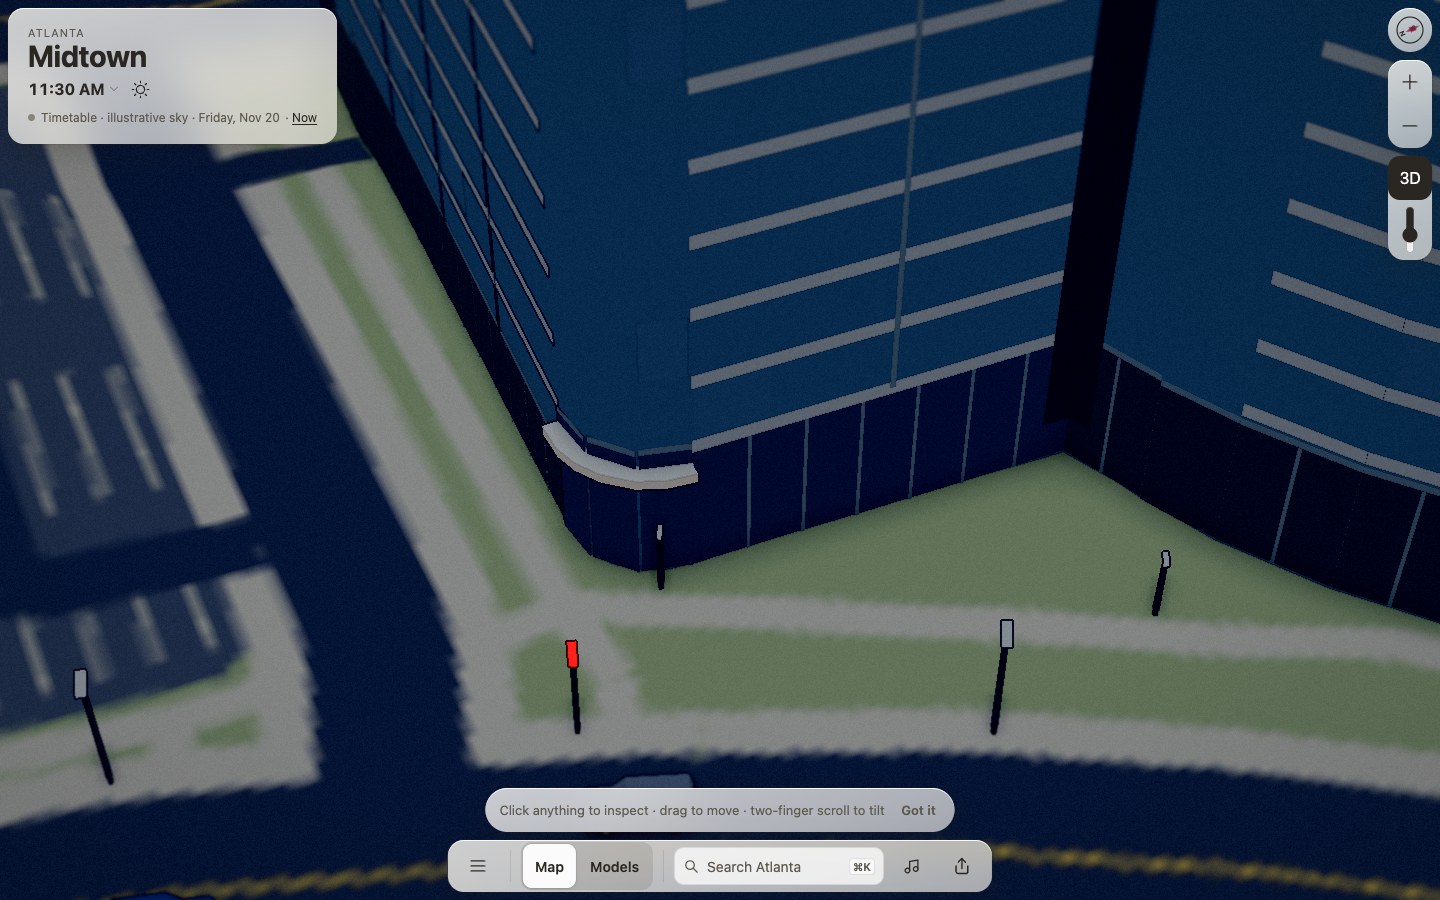 ATLANTA
Midtown
11:30 AM
Timetable · illustrative sky · Friday, Nov 20 · Now
3D
Click anything to inspect · drag to move · two-finger scroll to tilt Got it
Map Models Search Atlanta ⌘K